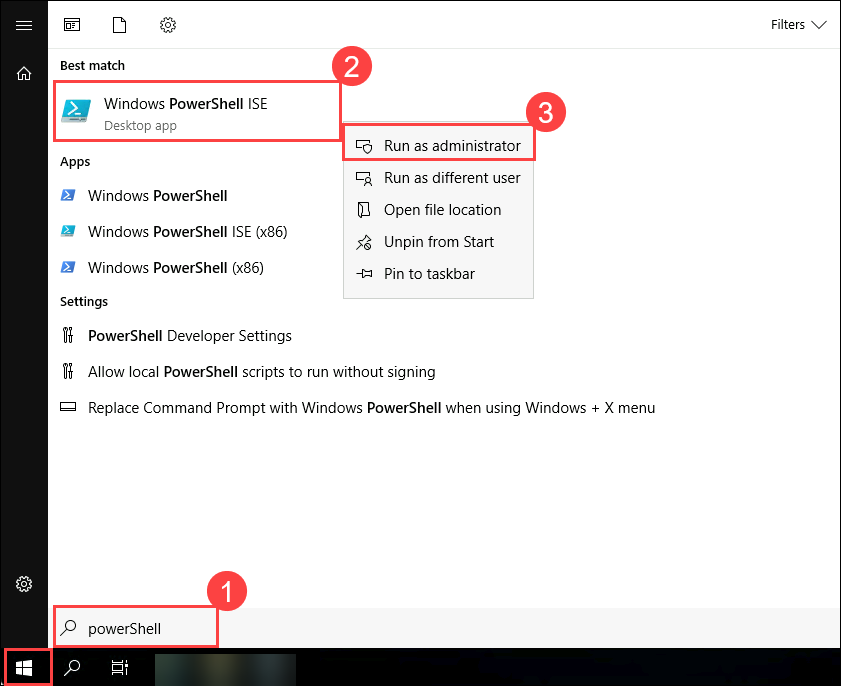 Filters
Best match
2
Windows PowerShell ISE
Desktop app
3
Run as administrator
Run as different user
Open file location
Unpin from Start
Pin to taskbar
Apps
Windows PowerShell
Windows PowerShell ISE (x86)
Windows PowerShell (x86)
Settings
PowerShell Developer Settings
Allow local PowerShell scripts to run without signing
Replace Command Prompt with Windows PowerShell when using Windows + X menu
1
powerShell